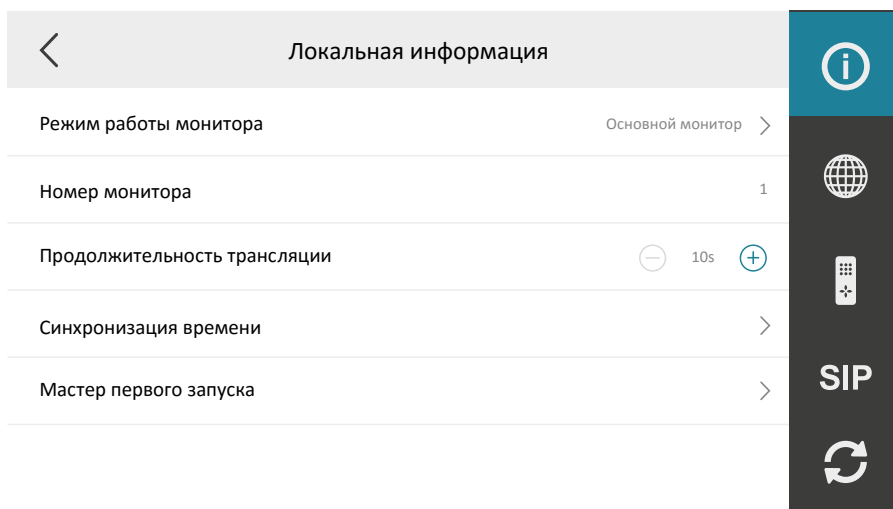 Локальная информация
Режим работы монитора Основной монитор
Номер монитора 1
Продолжительность трансляции 10s
Синхронизация времени
Мастер первого запуска
SIP